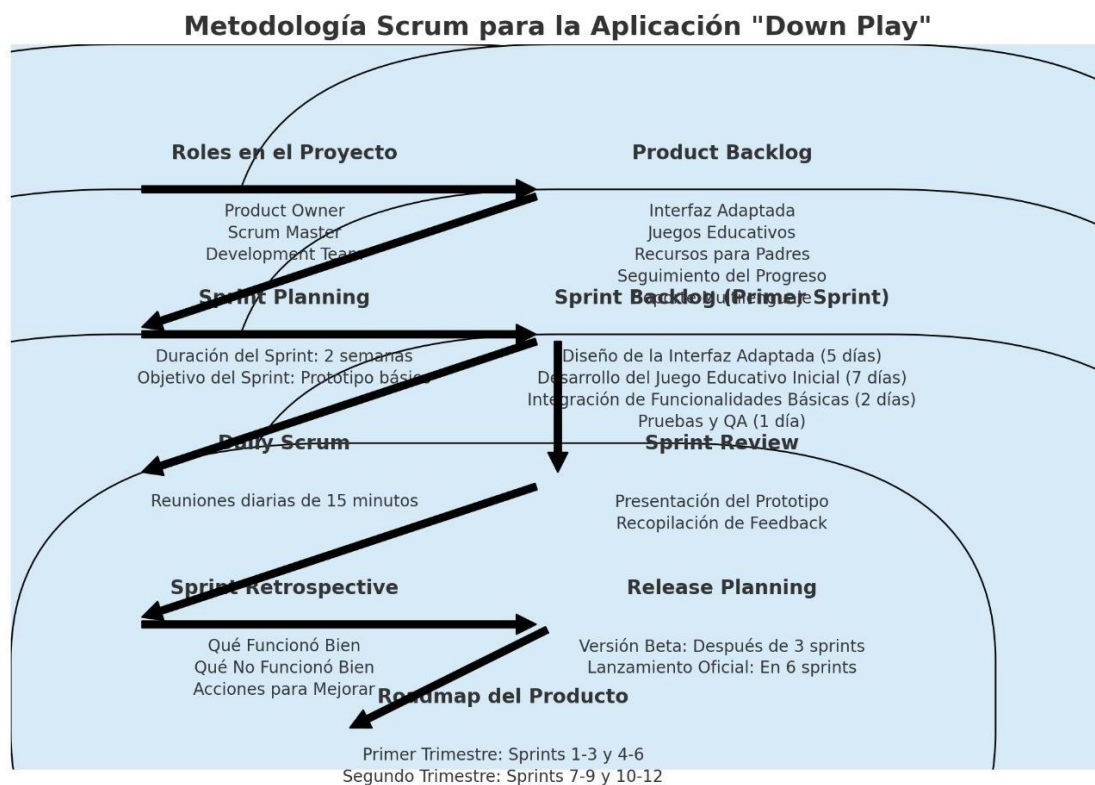 Metodología Scrum para la Aplicación "Down Play"
Roles en el Proyecto
Product Owner
Scrum Master
Development Team
Product Backlog
Interfaz Adaptada
Juegos Educativos
Recursos para Padres
Seguimiento del Progreso
Sprint Planning
Duración del Sprint: 2 semanas
Objetivo del Sprint: Prototipo básico
Sprint Backlog (Primer Sprint)
Diseño de la Interfaz Adaptada (5 días)
Desarrollo del Juego Educativo Inicial (7 días)
Integración de Funcionalidades Básicas (2 días)
Pruebas y QA (1 día)
Daily Scrum
Reuniones diarias de 15 minutos
Sprint Review
Presentación del Prototipo
Recopilación de Feedback
Sprint Retrospective
Qué Funcionó Bien
Qué No Funcionó Bien
Acciones para Mejorar
Release Planning
Versión Beta: Después de 3 sprints
Lanzamiento Oficial: En 6 sprints
Roadmap del Producto
Primer Trimestre: Sprints 1-3 y 4-6
Segundo Trimestre: Sprints 7-9 y 10-12